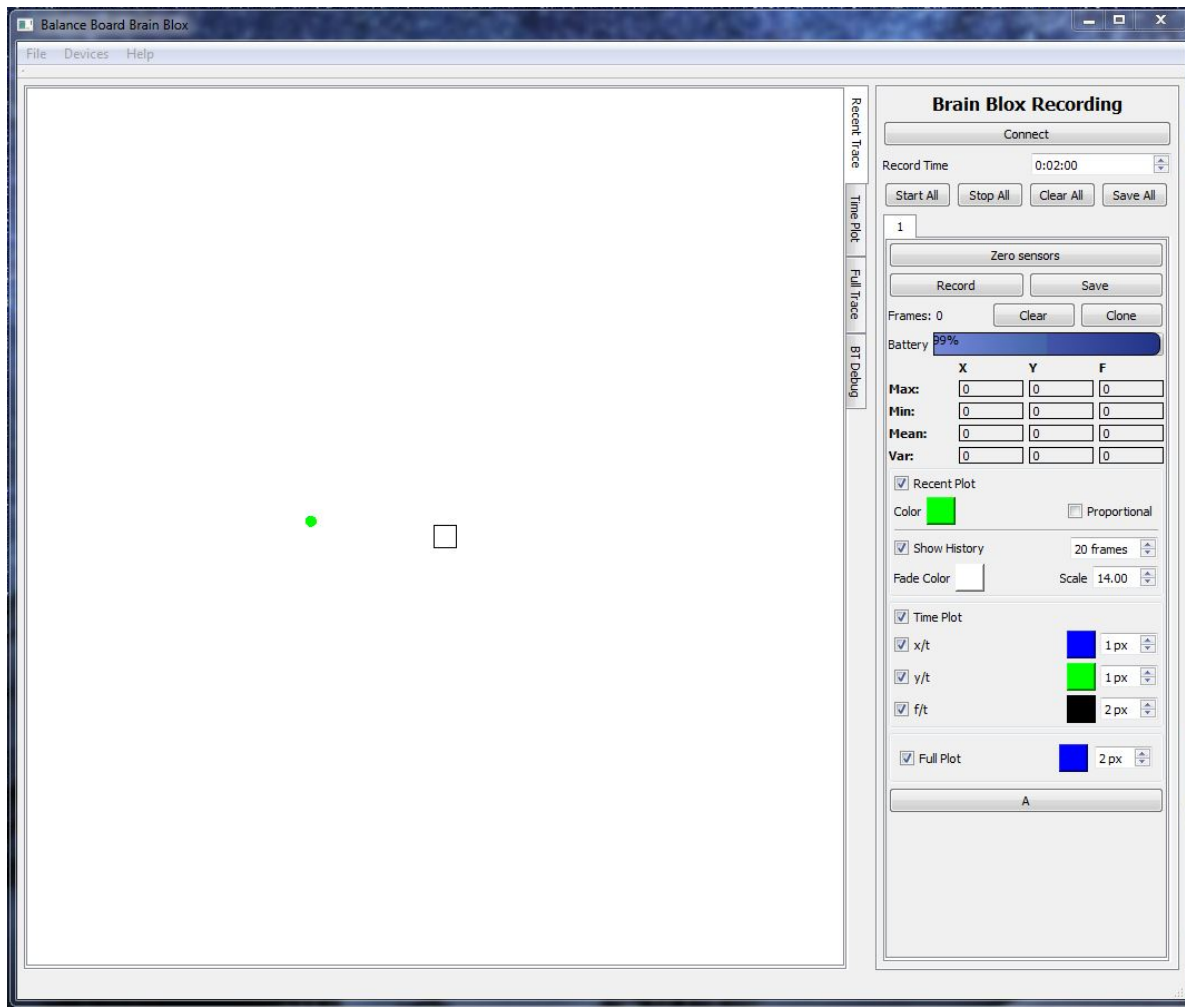 Balance Board Brain Blox
File Devices Help
Recent Trace
Time Plot
Full Trace
BT Debug
Brain Blox Recording
Connect
Record Time 0:02:00
Start All Stop All Clear All Save All
1
Zero sensors
Record Save
Frames: 0 Clear Clone
Battery 99%
X Y F
Max: 0 0 0
Min: 0 0 0
Mean: 0 0 0
Var: 0 0 0
Recent Plot
Color Proportional
Show History 20 frames
Fade Color Scale 14.00
Time Plot
x/t 1 px
y/t 1 px
f/t 2 px
Full Plot 2 px
A